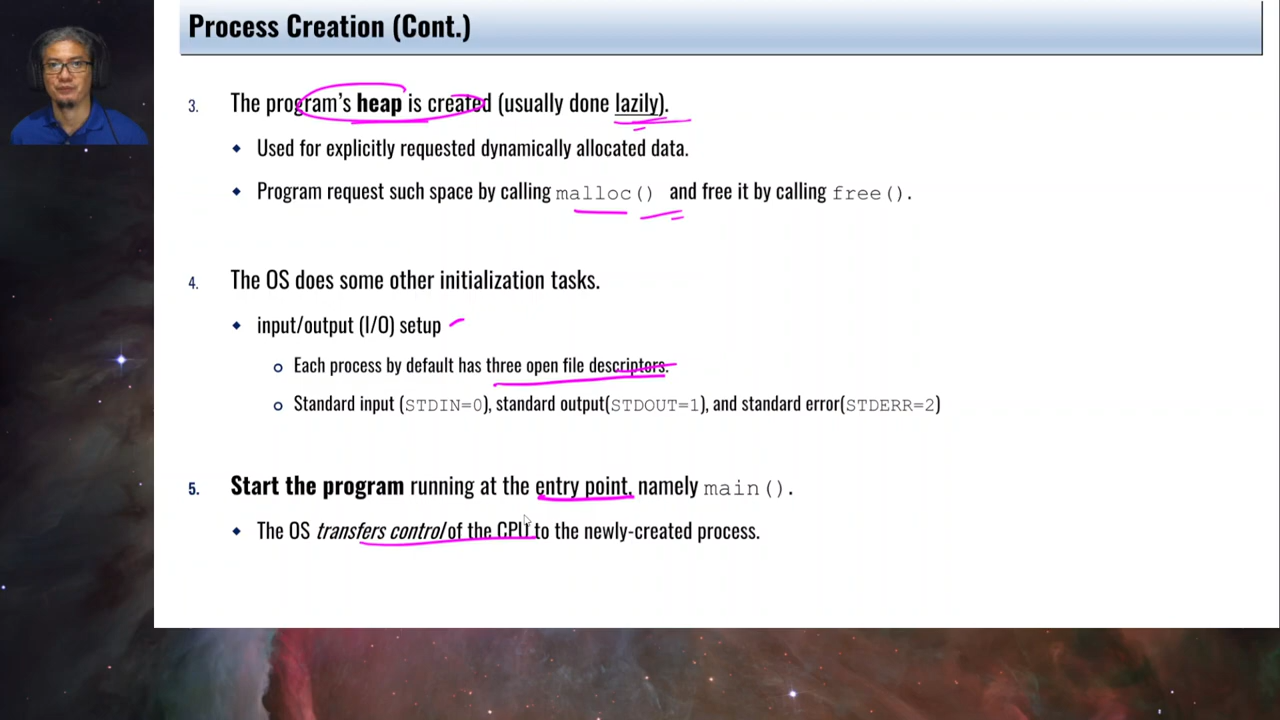 Process Creation (Cont.)
3. The program's heap is created (usually done lazily).
◆ Used for explicitly requested dynamically allocated data.
◆ Program request such space by calling malloc() and free it by calling free().
4. The OS does some other initialization tasks.
◆ input/output (I/O) setup
○ Each process by default has three open file descriptors.
○ Standard input (STDIN=0), standard output(STDOUT=1), and standard error(STDERR=2)
5. Start the program running at the entry point, namely main().
◆ The OS transfers control of the CPU to the newly-created process.